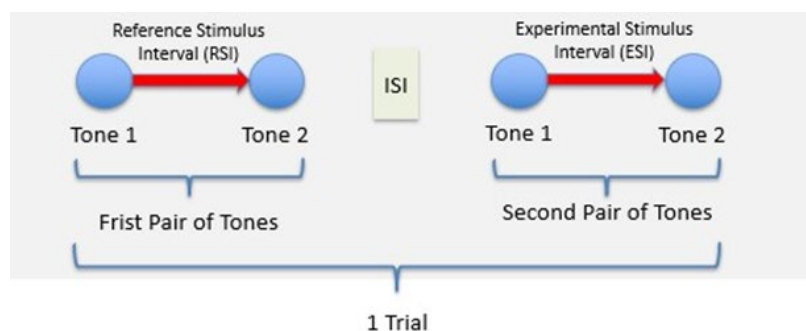 Reference Stimulus
Interval (RSI)
Experimental Stimulus
Interval (ESI)
ISI
Tone 1
Tone 2
Tone 1
Tone 2
Frist Pair of Tones
Second Pair of Tones
1 Trial